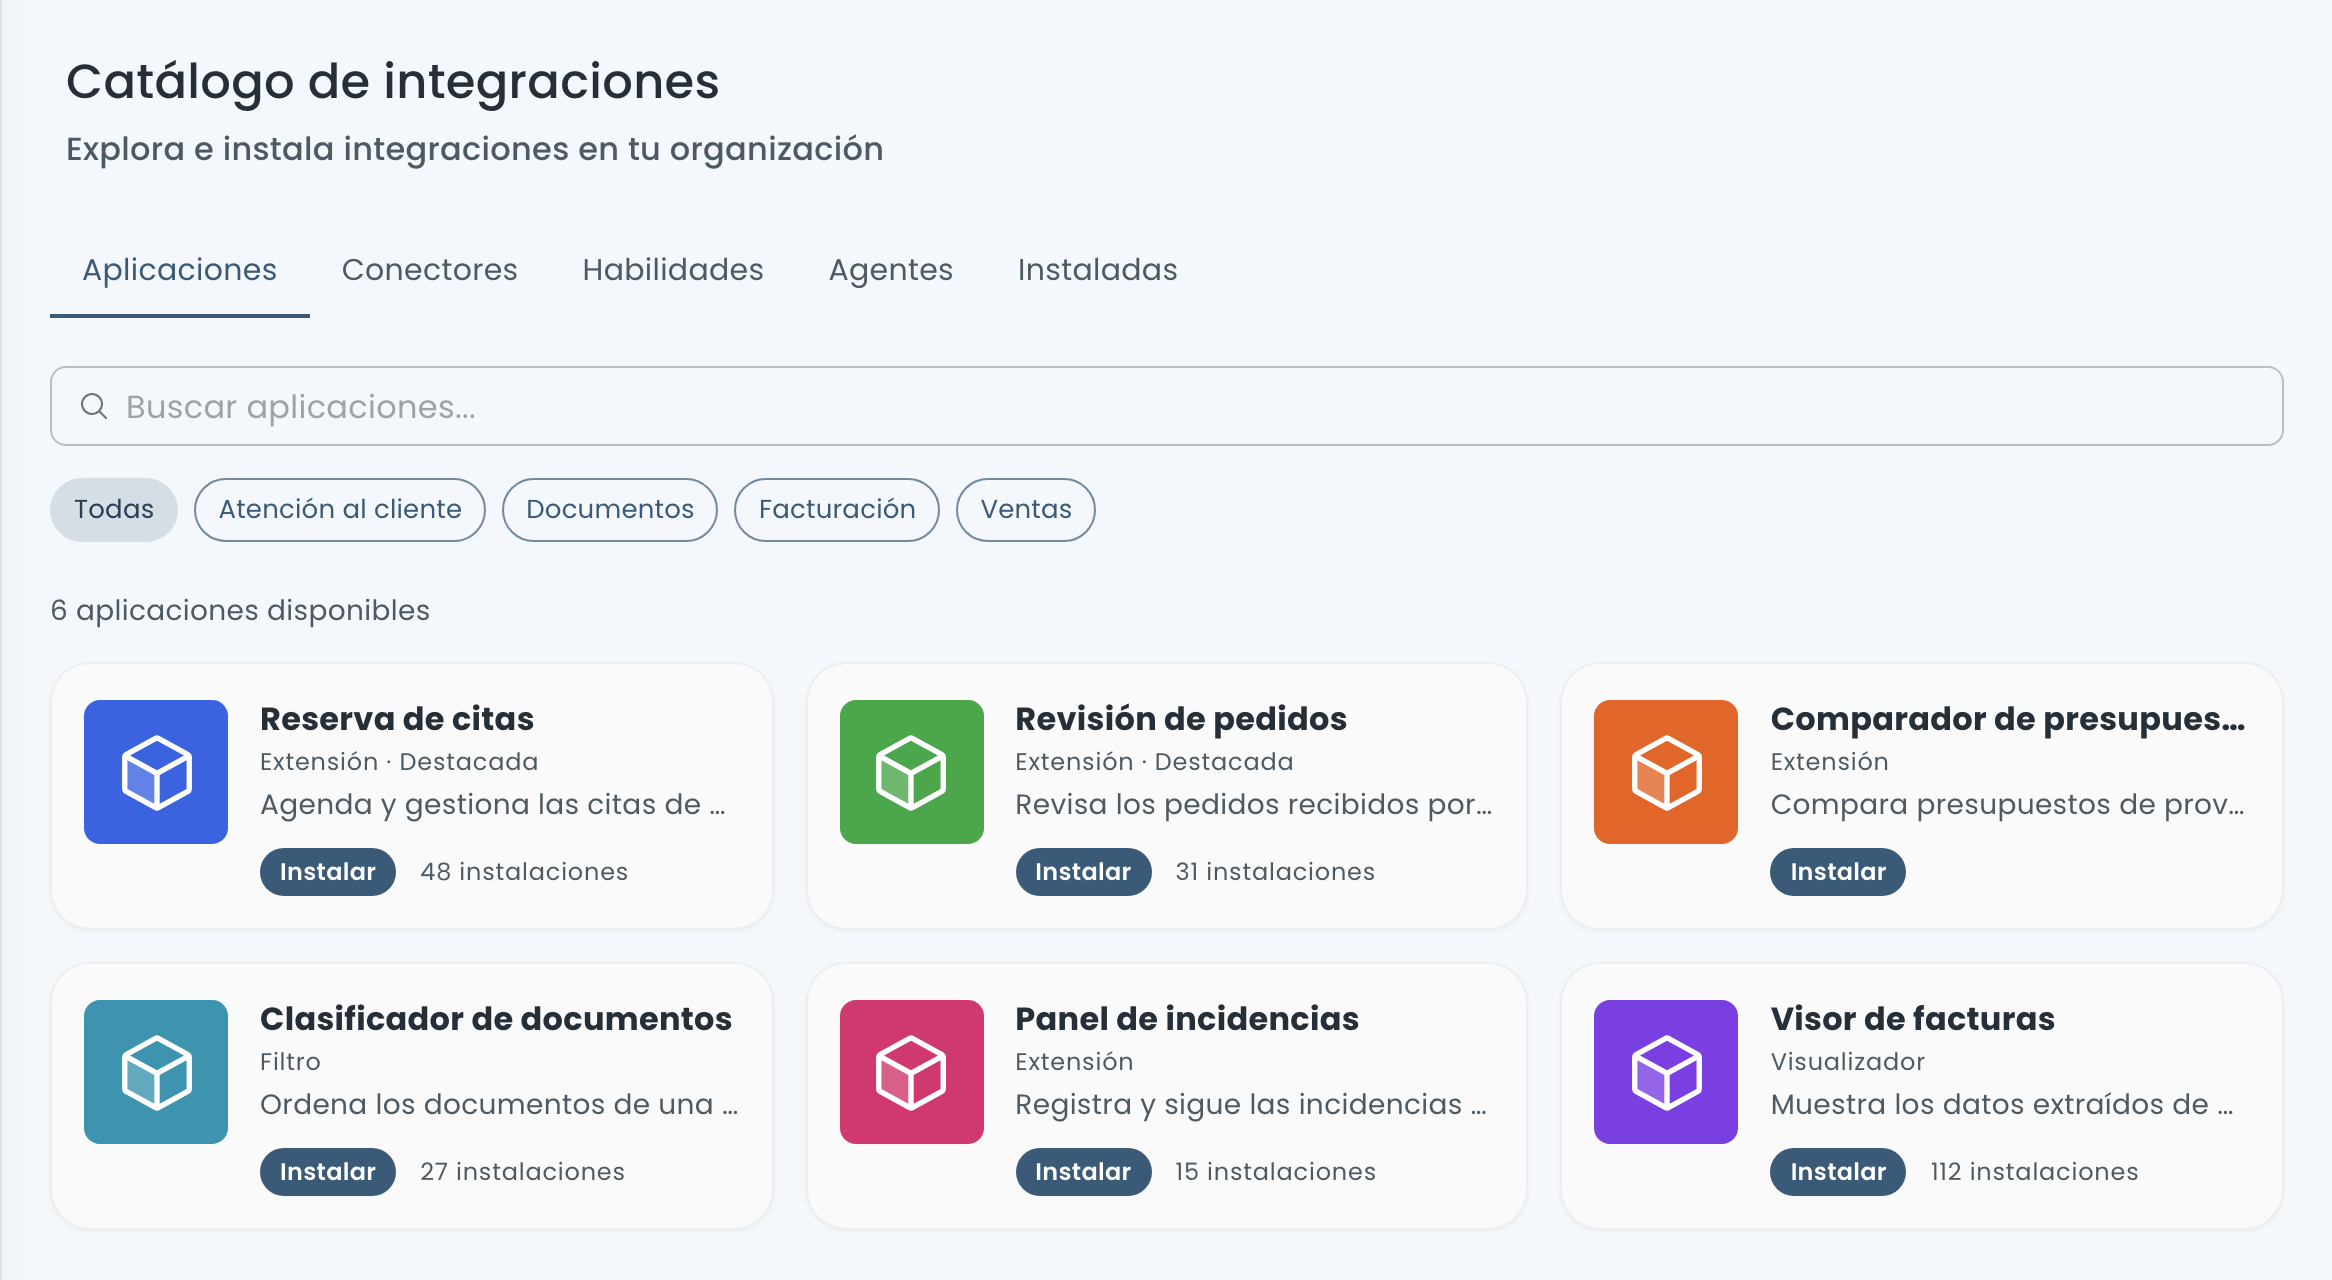 Catálogo de integraciones
Explora e instala integraciones en tu organización
Aplicaciones Conectores Habilidades Agentes Instaladas
Buscar aplicaciones...
Todas Atención al cliente Documentos Facturación Ventas
6 aplicaciones disponibles
Reserva de citas
Extensión · Destacada
Agenda y gestiona las citas de ...
Instalar 48 instalaciones
Revisión de pedidos
Extensión · Destacada
Revisa los pedidos recibidos por...
Instalar 31 instalaciones
Comparador de presupues...
Extensión
Compara presupuestos de prov...
Instalar
Clasificador de documentos
Filtro
Ordena los documentos de una ...
Instalar 27 instalaciones
Panel de incidencias
Extensión
Registra y sigue las incidencias ...
Instalar 15 instalaciones
Visor de facturas
Visualizador
Muestra los datos extraídos de ...
Instalar 112 instalaciones